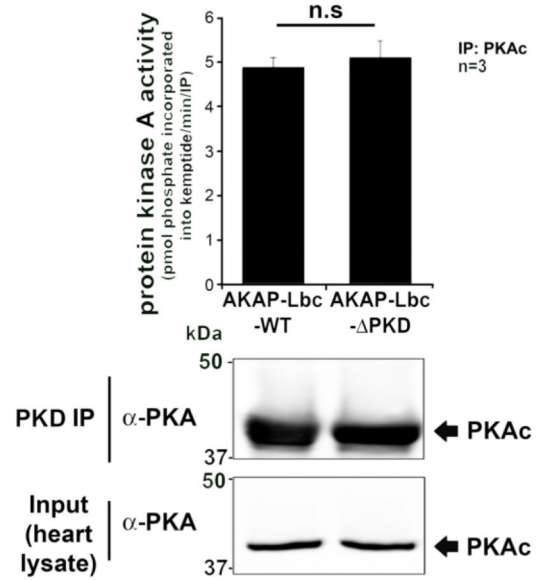 n.s
protein kinase A activity
(pmol phosphate incorporated
into kemptide/min/IP)
6
5
4
3
2
1
0
IP: PKAc
n=3
AKAP-Lbc
-WT
AKAP-Lbc
-ΔPKD
kDa
50
37
PKD IP
α-PKA
PKAc
50
37
Input
(heart
lysate)
α-PKA
PKAc